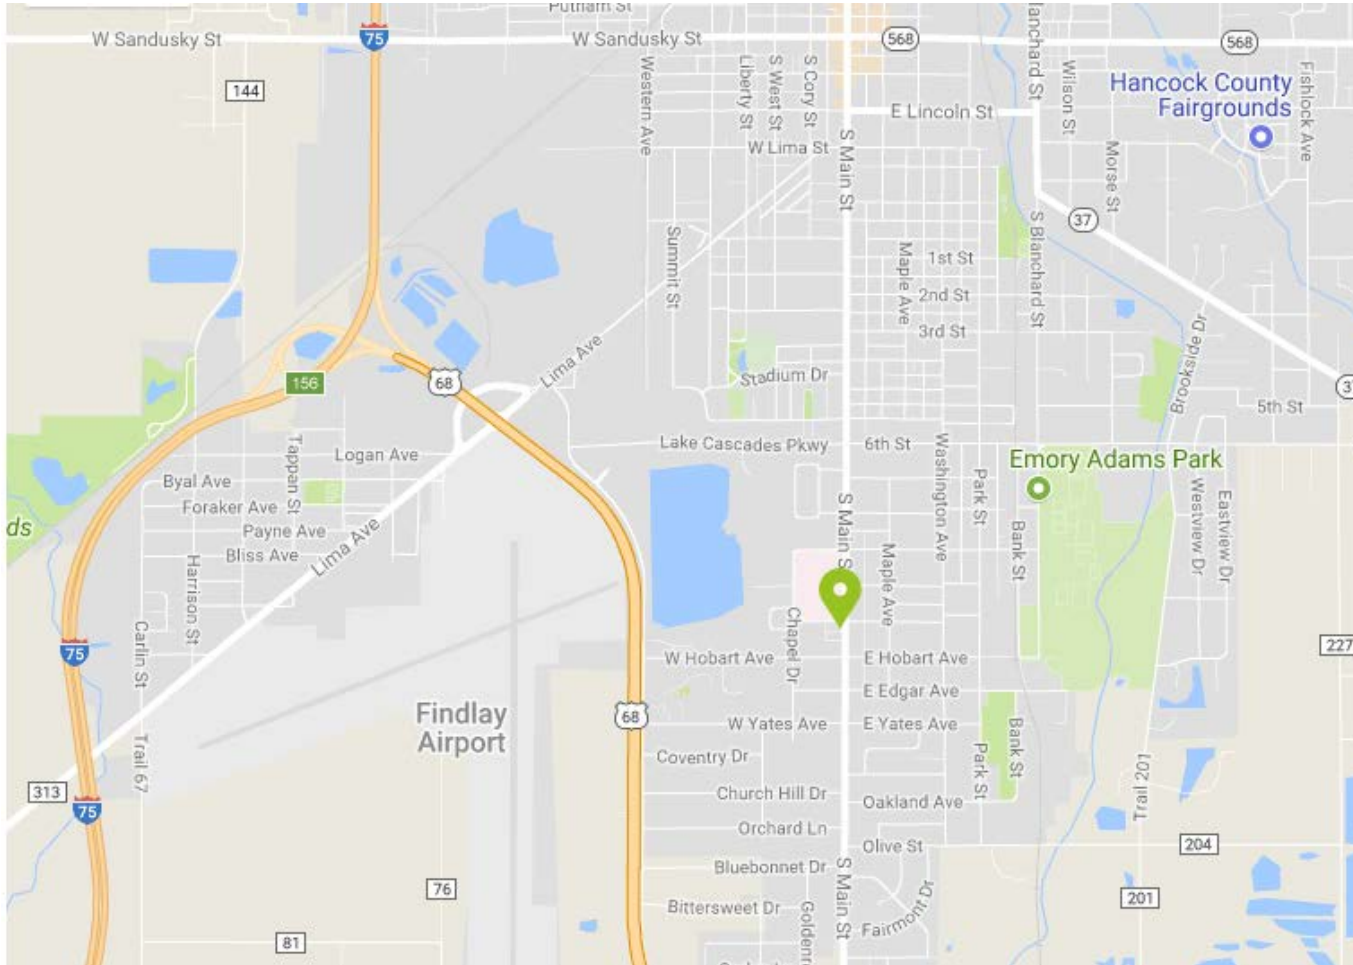 Putnam St
W Sandusky St
75
W Sandusky St
568
568
144
Western Ave
Liberty St
S West St
S Cory St
S Main St
E Lincoln St
W Lima St
lanchard St
Wilson St
Morse St
Hancock County
Fairgrounds
Fishlock Ave
37
S Blanchard St
Summit St
Maple Ave
1st St
2nd St
3rd St
Brookside Dr
Lima Ave
156
68
Stadium Dr
37
5th St
Logan Ave
Lake Cascades Pkwy
6th St
Emory Adams Park
Tappan St
Byal Ave
Foraker Ave
Payne Ave
Bliss Ave
Lima Ave
ds
Harrison St
S Main S
Washington Ave
Park St
Bank St
Westview Dr
Eastview Dr
Maple Ave
Chapel Dr
Carlin St
75
227
W Hobart Ave
E Hobart Ave
E Edgar Ave
Findlay
Airport
68
W Yates Ave
E Yates Ave
Coventry Dr
Park St
Bank St
Trail 67
Trail 201
313
75
Church Hill Dr
Oakland Ave
Orchard Ln
Olive St
204
Bluebonnet Dr
S Main St
76
201
Bittersweet Dr
Goldenr
Fairmont Dr
81